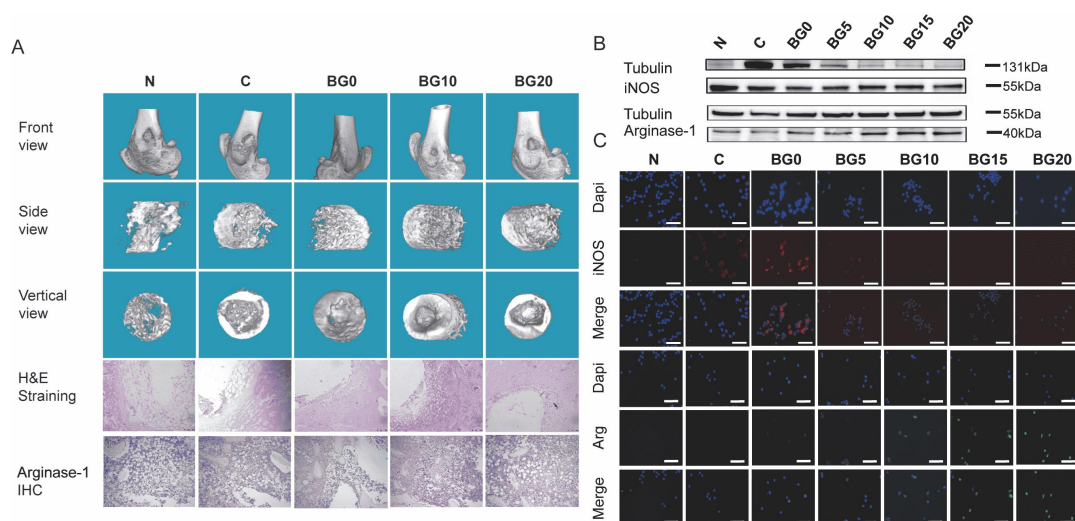 A
N C BG0 BG10 BG20
Front
view
Side
view
Vertical
view
H&E
Straining
Arginase-1
IHC
B
N C BG0 BG5 BG10 BG15 BG20
Tubulin 131kDa
iNOS 55kDa
Tubulin 55kDa
Arginase-1 40kDa
C
N C BG0 BG5 BG10 BG15 BG20
Dapi
iNOS
Merge
Dapi
Arg
Merge